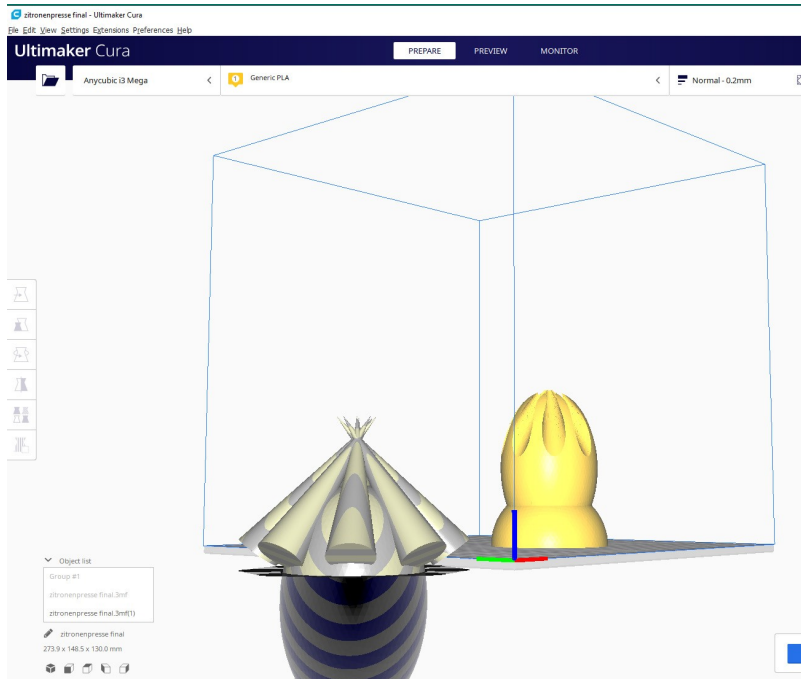 zitronenpresse final - Ultimaker Cura
File Edit View Settings Extensions Preferences Help
Ultimaker Cura
PREPARE PREVIEW MONITOR
Anycubic i3 Mega
1
Generic PLA
Normal - 0.2mm
Object list
Group #1
zitronenpresse final.3mf
zitronenpresse final.3mf(1)
zitronenpresse final
273.9 x 148.5 x 130.0 mm